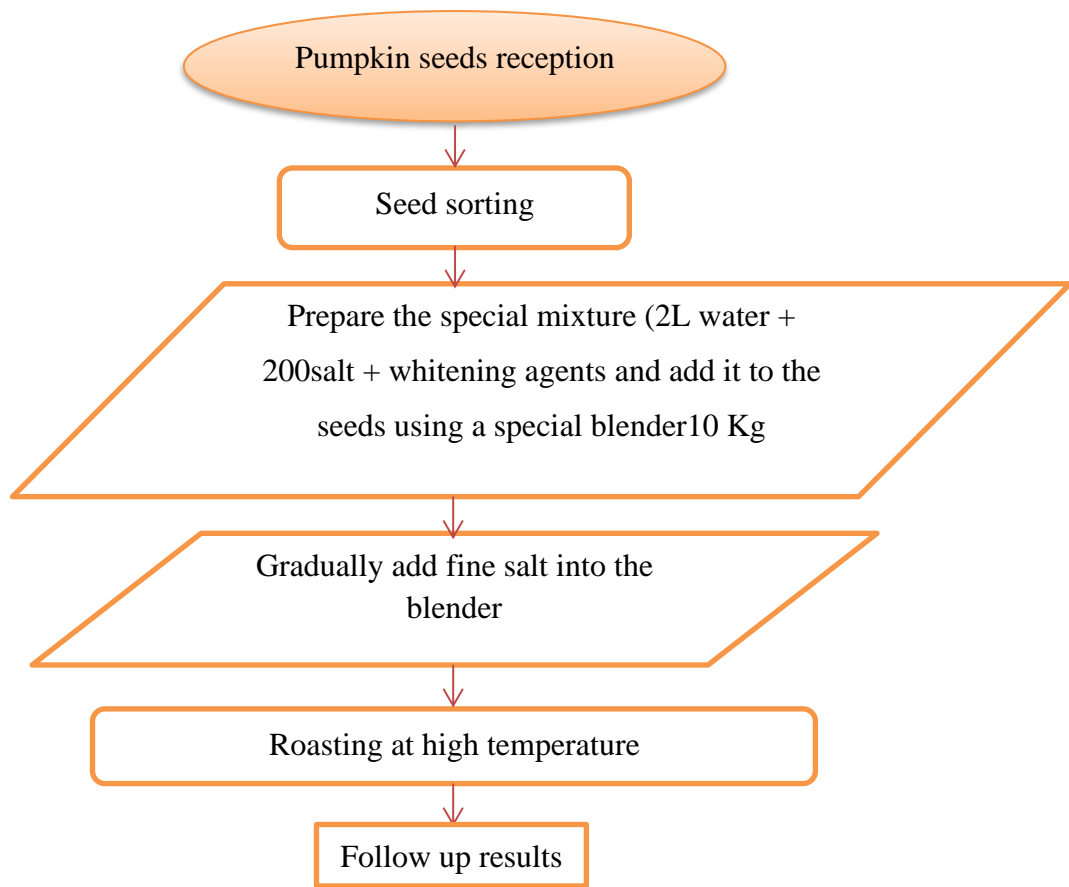 Pumpkin seeds reception
Seed sorting
Prepare the special mixture (2L water +
200salt + whitening agents and add it to the
seeds using a special blender10 Kg
Gradually add fine salt into the
blender
Roasting at high temperature
Follow up results